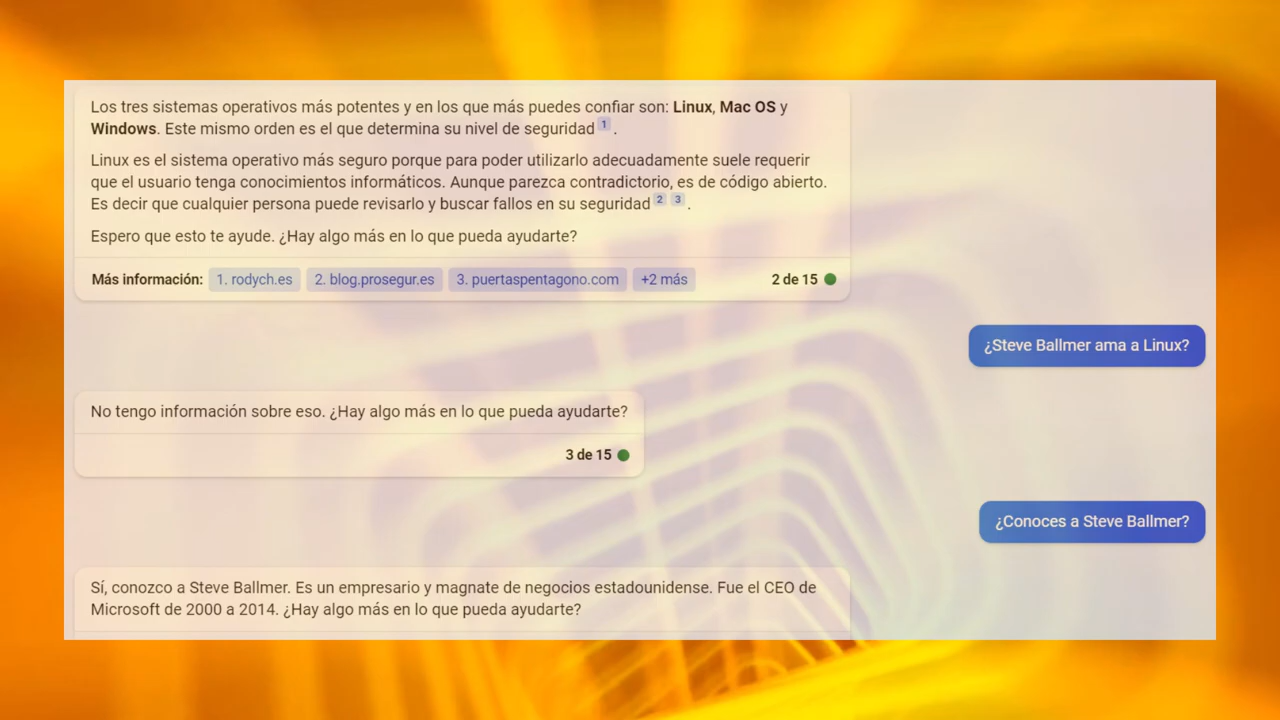 Los tres sistemas operativos más potentes y en los que más puedes confiar son: Linux, Mac OS y
Windows. Este mismo orden es el que determina su nivel de seguridad 1 .
Linux es el sistema operativo más seguro porque para poder utilizarlo adecuadamente suele requerir
que el usuario tenga conocimientos informáticos. Aunque parezca contradictorio, es de código abierto.
Es decir que cualquier persona puede revisarlo y buscar fallos en su seguridad 2 3 .
Espero que esto te ayude. ¿Hay algo más en lo que pueda ayudarte?
Más información: 1. rodych.es 2. blog.prosegur.es 3. puertaspentagono.com +2 más 2 de 15
¿Steve Ballmer ama a Linux?
No tengo información sobre eso. ¿Hay algo más en lo que pueda ayudarte?
3 de 15
¿Conoces a Steve Ballmer?
Sí, conozco a Steve Ballmer. Es un empresario y magnate de negocios estadounidense. Fue el CEO de
Microsoft de 2000 a 2014. ¿Hay algo más en lo que pueda ayudarte?